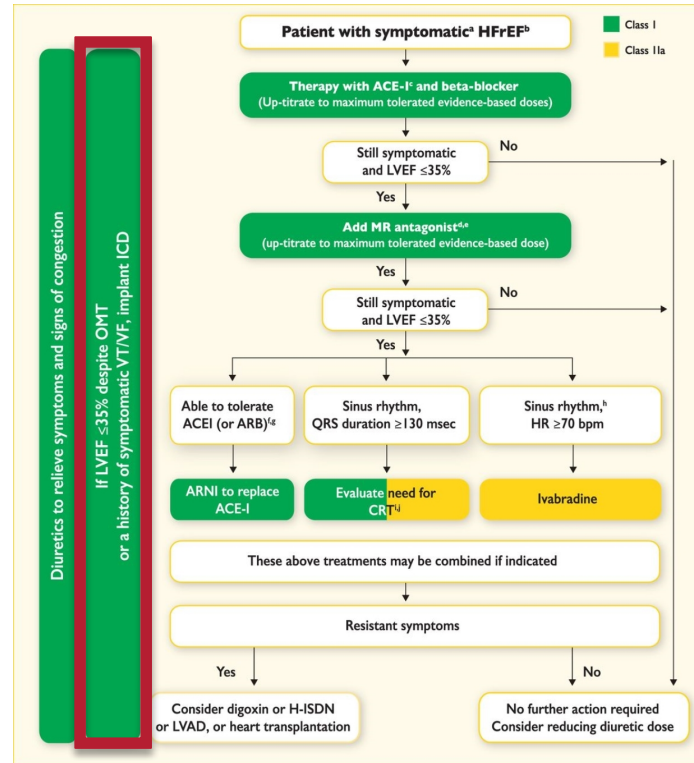 Patient with symptomaticᵃ HFrEFᵇ
Class I
Class IIa
Therapy with ACE-Iᶜ and beta-blocker
(Up-titrate to maximum tolerated evidence-based doses)
Still symptomatic
and LVEF ≤35%
No
Yes
Add MR antagonistᵈ,ᵉ
(up-titrate to maximum tolerated evidence-based dose)
Yes
Still symptomatic
and LVEF ≤35%
No
Yes
Able to tolerate
ACEI (or ARB)ᶠ,ᵍ
Sinus rhythm,
QRS duration ≥130 msec
Sinus rhythm,ʰ
HR ≥70 bpm
ARNI to replace
ACE-I
Evaluate need for
CRTⁱ,ʲ
Ivabradine
These above treatments may be combined if indicated
Resistant symptoms
Yes
No
Consider digoxin or H-ISDN
or LVAD, or heart transplantation
No further action required
Consider reducing diuretic dose
Diuretics to relieve symptoms and signs of congestion
If LVEF ≤35% despite OMT
or a history of symptomatic VT/VF, implant ICD